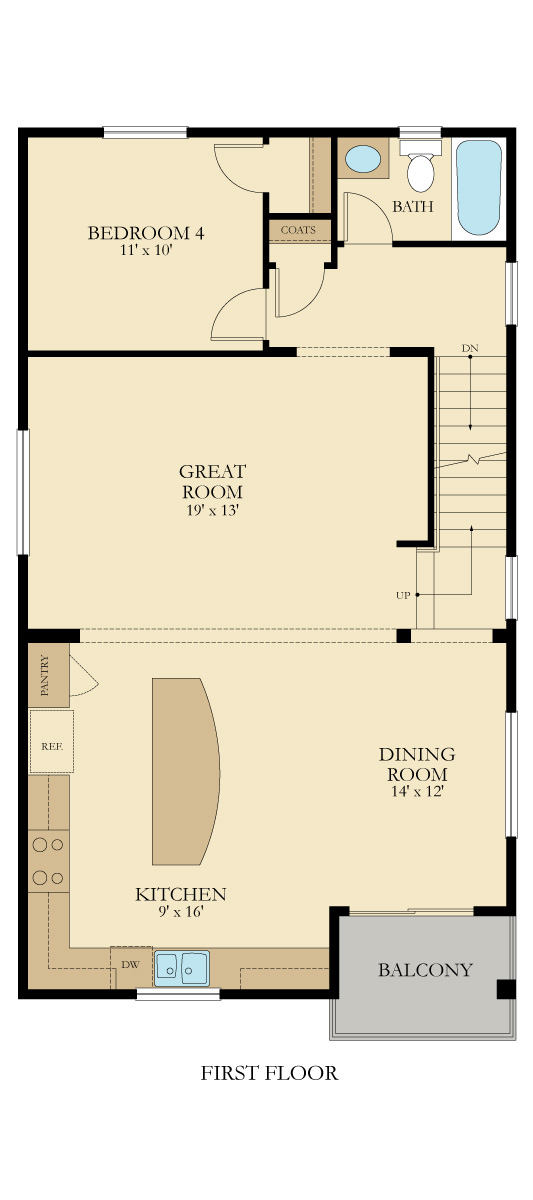 BATH
COATS
BEDROOM 4
11' x 10'
DN
GREAT
ROOM
19' x 13'
UP
PANTRY
REF.
DINING
ROOM
14' x 12'
KITCHEN
9' x 16'
DW
BALCONY
FIRST FLOOR